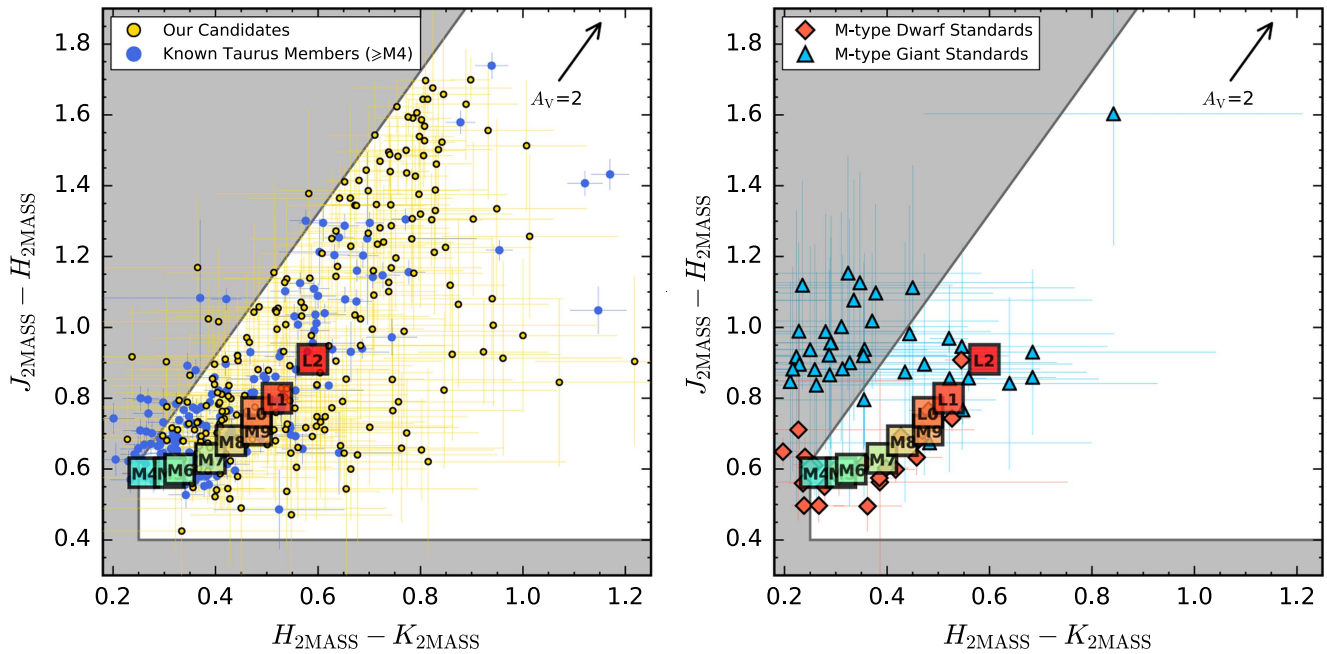 Our Candidates
Known Taurus Members (⩾M4)
A_V=2
J_2MASS − H_2MASS
1.8
1.6
1.4
1.2
1.0
0.8
0.6
0.4
L2
L1
L0
M9
M8
M7
M6
M4
0.2 0.4 0.6 0.8 1.0 1.2
H_2MASS − K_2MASS
M-type Dwarf Standards
M-type Giant Standards
A_V=2
J_2MASS − H_2MASS
1.8
1.6
1.4
1.2
1.0
0.8
0.6
0.4
L2
L1
L0
M9
M8
M7
M6
M4
0.2 0.4 0.6 0.8 1.0 1.2
H_2MASS − K_2MASS